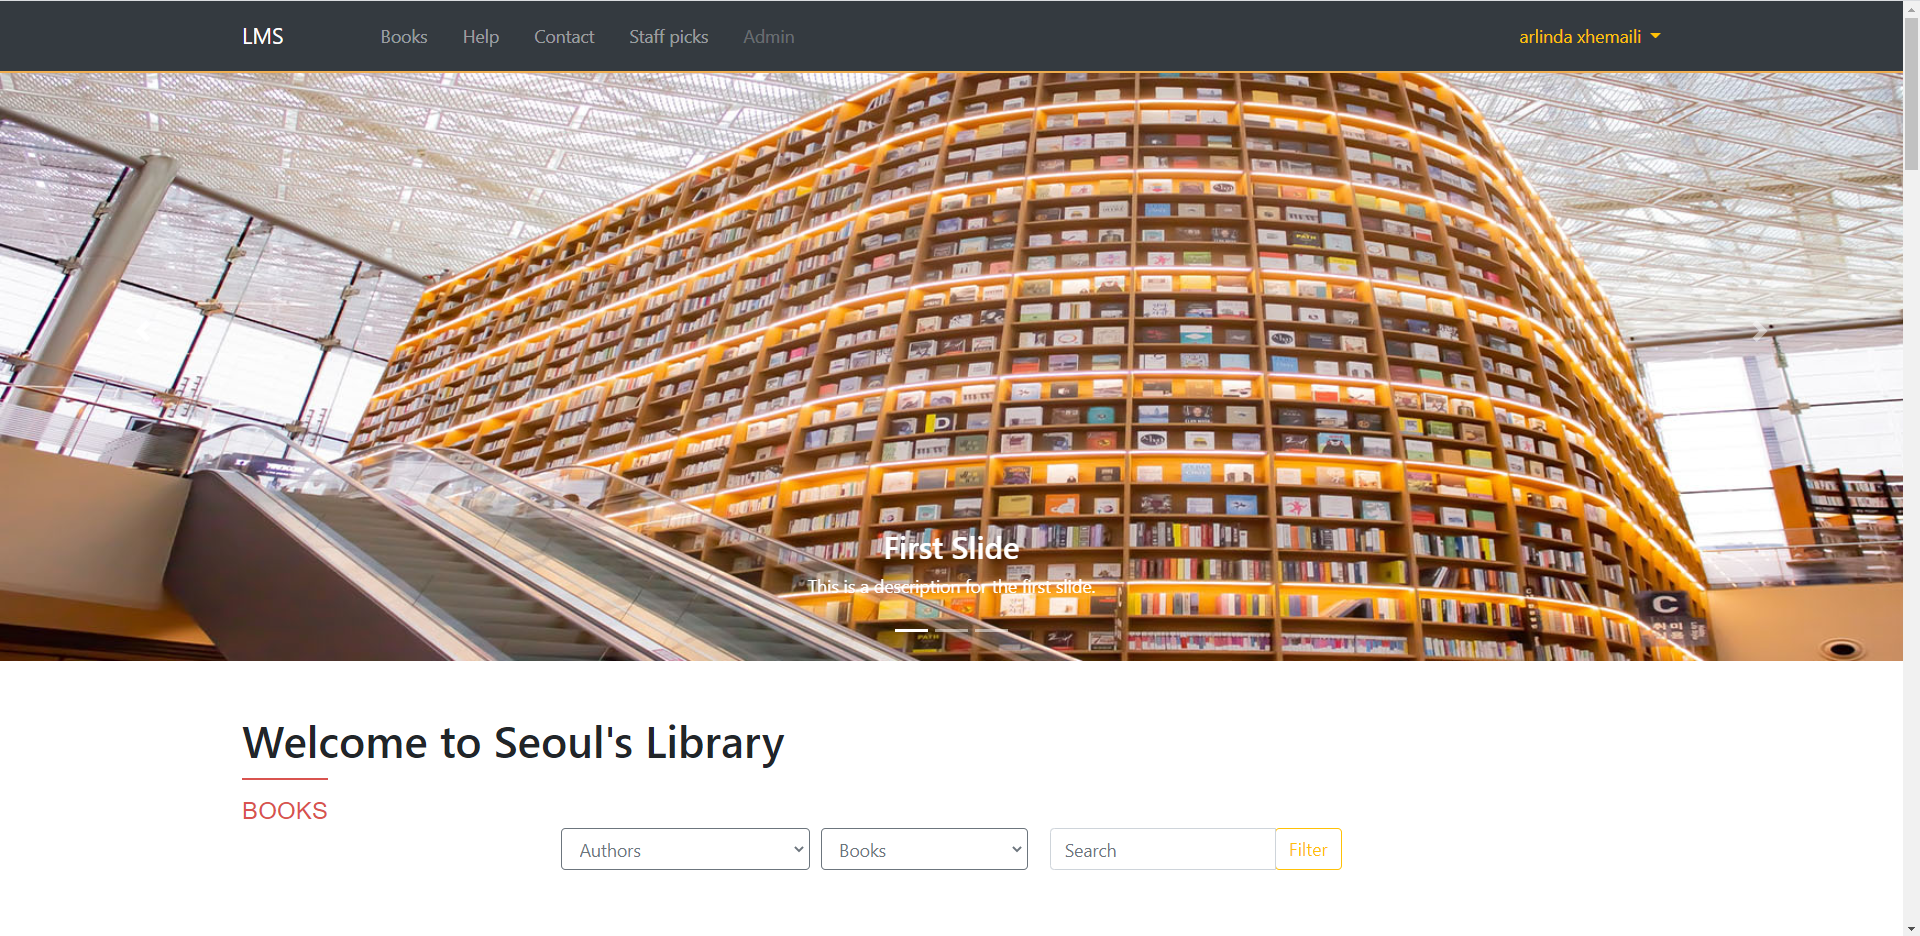 LMS
Books
Help
Contact
Staff picks
Admin
arlinda xhemaili
First Slide
This is a description for the first slide.
C
Welcome to Seoul's Library
BOOKS
Authors
Books
Search
Filter